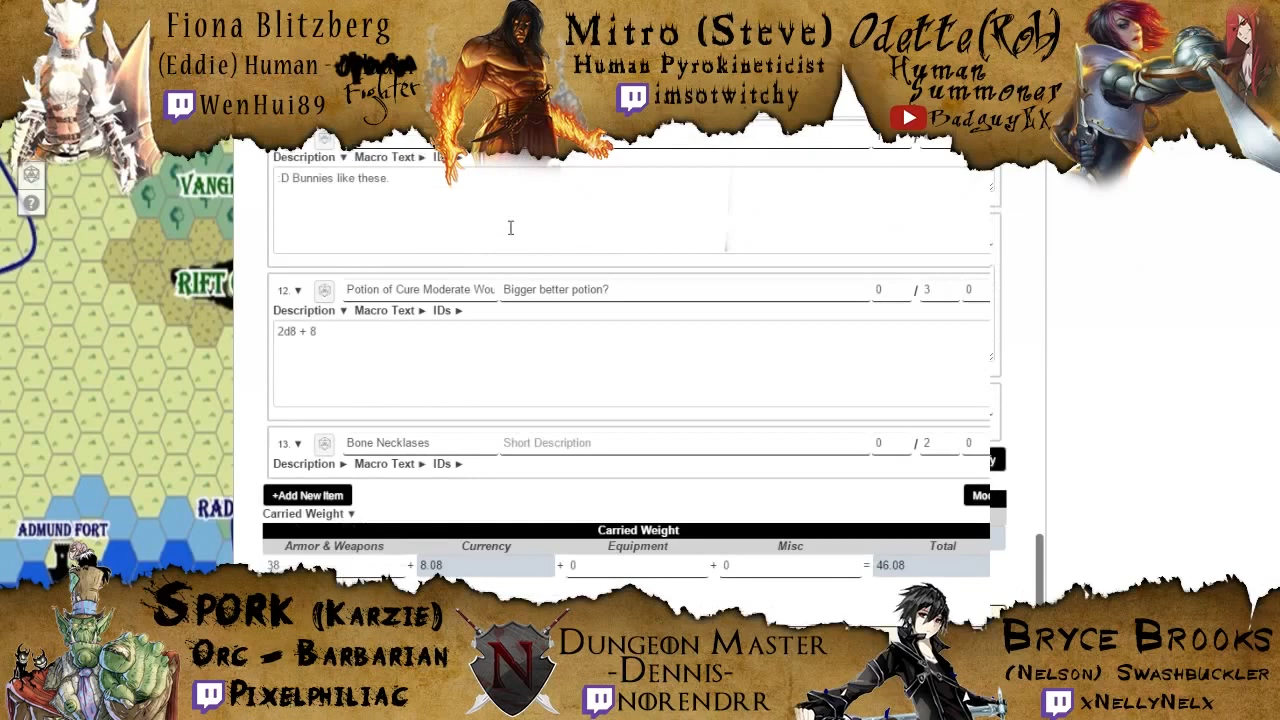 Fiona Blitzberg
(Eddie) Human -
Fighter
WenHui89
Mitro (Steve)
Human Pyrokineticist
imsotwitchy
Odette (Rob)
Human
Summoner
BadguyEX
VANG
RIFT
RAD
ADMUND FORT
?
Description ▼ Macro Text ► IDs ►
:D Bunnies like these.
12. ▼ Potion of Cure Moderate Wou Bigger better potion? 0 / 3 0
Description ▼ Macro Text ► IDs ►
2d8 + 8
13. ▼ Bone Necklases Short Description 0 / 2 0
Description ► Macro Text ► IDs ►
+Add New Item
Carried Weight ▼
Carried Weight
Armor & Weapons Currency Equipment Misc Total
38 + 8.08 + 0 + 0 = 46.08
Spork (Karzie)
Orc - Barbarian
Pixelphiliac
N
Dungeon Master
-Dennis-
norendrr
Bryce Brooks
(Nelson) Swashbuckler
xNellyNelx